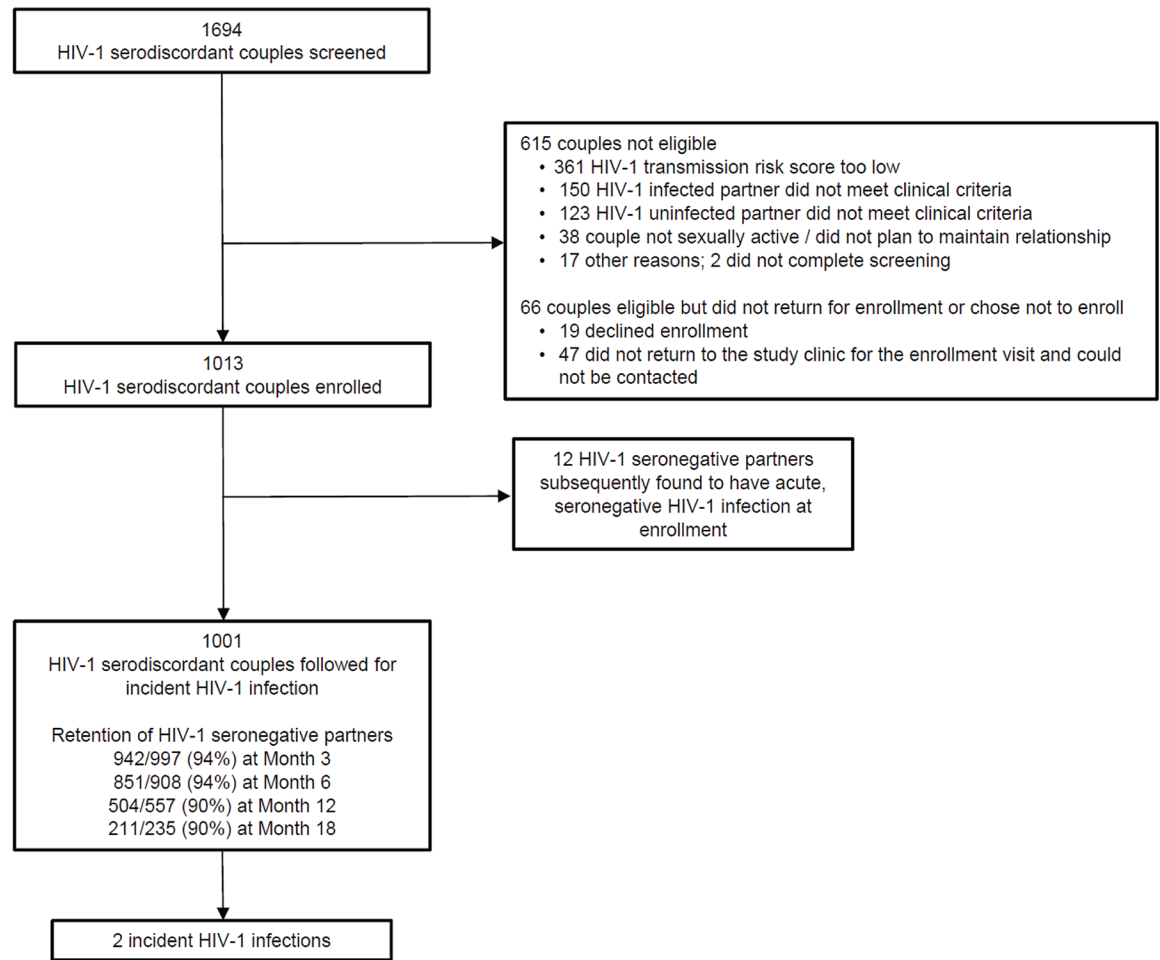 1694
HIV-1 serodiscordant couples screened
615 couples not eligible
• 361 HIV-1 transmission risk score too low
• 150 HIV-1 infected partner did not meet clinical criteria
• 123 HIV-1 uninfected partner did not meet clinical criteria
• 38 couple not sexually active / did not plan to maintain relationship
• 17 other reasons; 2 did not complete screening
66 couples eligible but did not return for enrollment or chose not to enroll
• 19 declined enrollment
• 47 did not return to the study clinic for the enrollment visit and could
not be contacted
1013
HIV-1 serodiscordant couples enrolled
12 HIV-1 seronegative partners
subsequently found to have acute,
seronegative HIV-1 infection at
enrollment
1001
HIV-1 serodiscordant couples followed for
incident HIV-1 infection
Retention of HIV-1 seronegative partners
942/997 (94%) at Month 3
851/908 (94%) at Month 6
504/557 (90%) at Month 12
211/235 (90%) at Month 18
2 incident HIV-1 infections